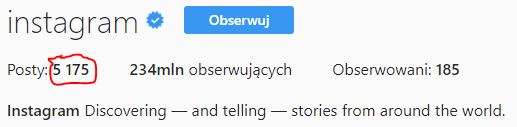 instagram Obserwuj
Posty: 5 175 234mln obserwujących Obserwowani: 185
Instagram Discovering — and telling — stories from around the world.